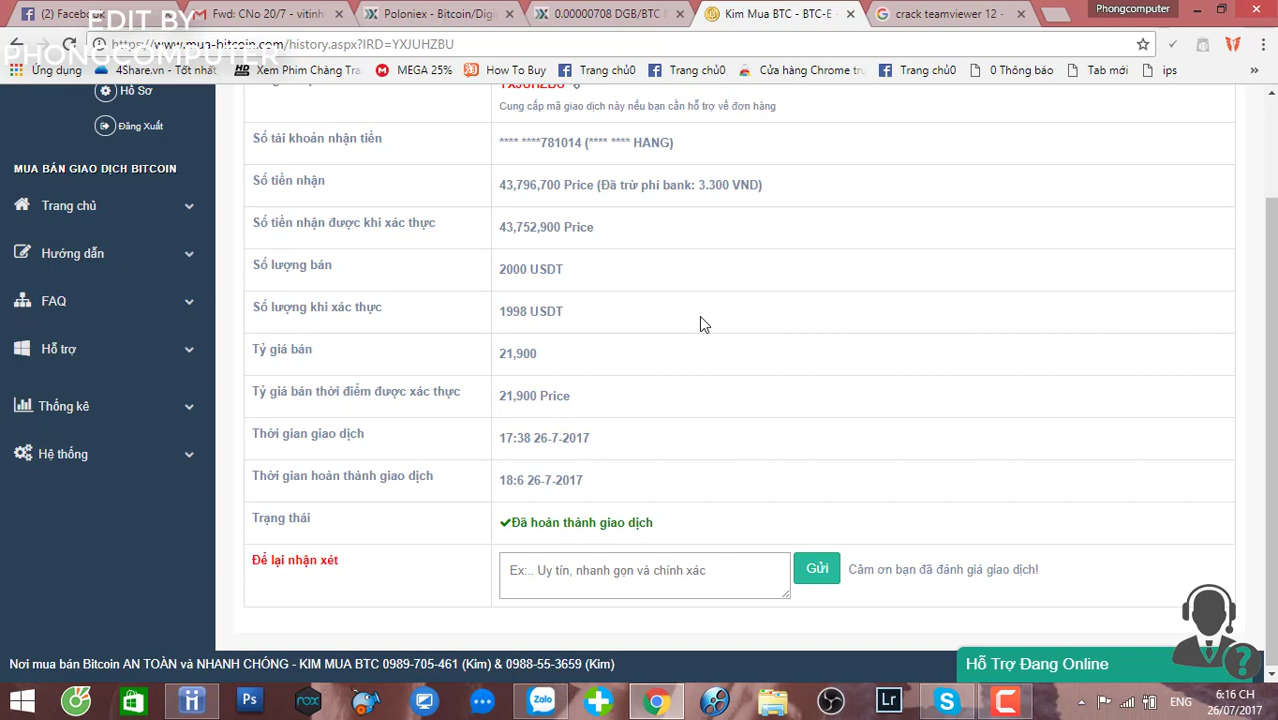 EDIT BY
PHONGCOMPUTER
(2) Facebook
Fwd: CNo 20/7 - vitinh
Poloniex - Bitcoin/Digi
0.00000708 DGB/BTC M
Kim Mua BTC - BTC-E
crack teamviewer 12 -
Phongcomputer
https://www.mua-bitcoin.com/history.aspx?IRD=YXJUHZBU
Ứng dụng
4Share.vn - Tốt nhất
Xem Phim Chàng Tra
MEGA 25%
How To Buy
Trang chủ0
Trang chủ0
Cửa hàng Chrome trự
Trang chủ0
0 Thông báo
Tab mới
ips
»
Hồ Sơ
Đăng Xuất
MUA BÁN GIAO DỊCH BITCOIN
Trang chủ
Hướng dẫn
FAQ
Hỗ trợ
Thống kê
Hệ thống
YXJUHZBU
Cung cấp mã giao dịch này nếu bạn cần hỗ trợ về đơn hàng
Số tài khoản nhận tiền
**** ****781014 (**** **** HANG)
Số tiền nhận
43,796,700 Price (Đã trừ phí bank: 3.300 VND)
Số tiền nhận được khi xác thực
43,752,900 Price
Số lượng bán
2000 USDT
Số lượng khi xác thực
1998 USDT
Tỷ giá bán
21,900
Tỷ giá bán thời điểm được xác thực
21,900 Price
Thời gian giao dịch
17:38 26-7-2017
Thời gian hoàn thành giao dịch
18:6 26-7-2017
Trạng thái
Đã hoàn thành giao dịch
Để lại nhận xét
Ex:.. Uy tín, nhanh gọn và chính xác
Gửi
Cảm ơn bạn đã đánh giá giao dịch!
Nơi mua bán Bitcoin AN TOÀN và NHANH CHÓNG - KIM MUA BTC 0989-705-461 (Kim) & 0988-55-3659 (Kim)
Hỗ Trợ Đang Online
?
Ps
nox
Zalo
Lr
ENG
6:16 CH
26/07/2017